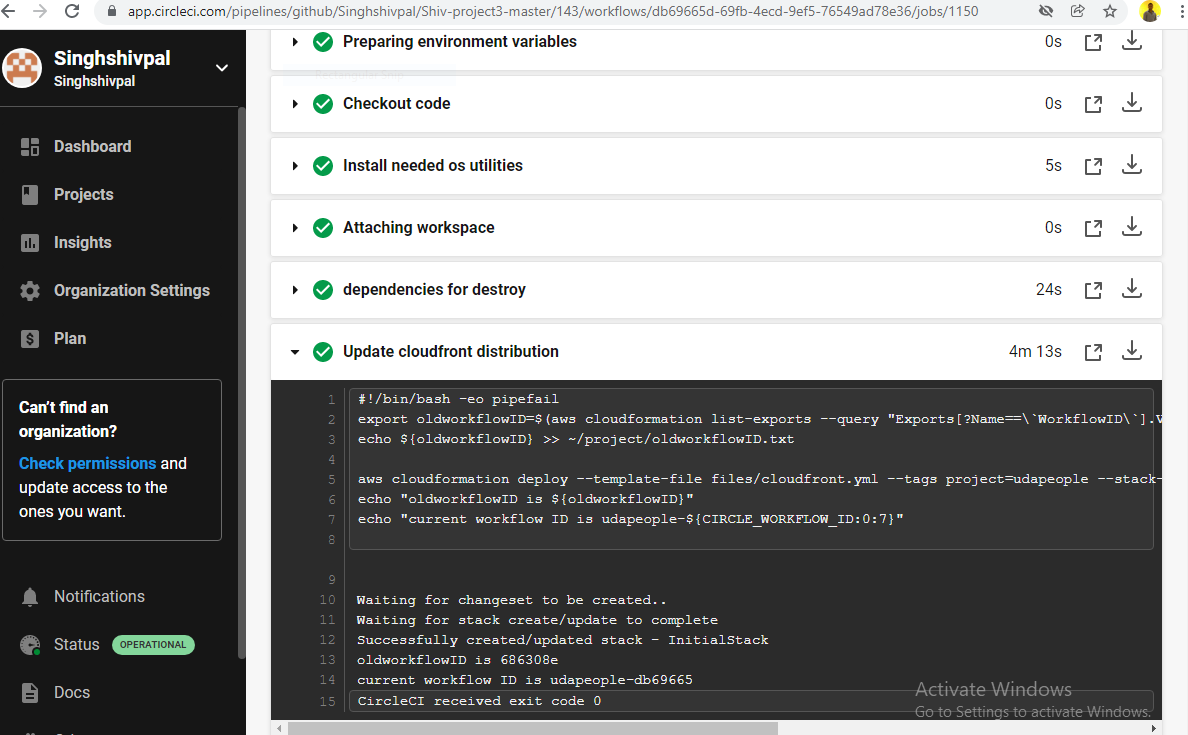 app.circleci.com/pipelines/github/Singhshivpal/Shiv-project3-master/143/workflows/db69665d-69fb-4ecd-9ef5-76549ad78e36/jobs/1150
Singhshivpal
Singhshivpal
Dashboard
Projects
Insights
Organization Settings
Plan
Can't find an
organization?
Check permissions and
update access to the
ones you want.
Notifications
Status OPERATIONAL
Docs
Preparing environment variables 0s
Checkout code 0s
Install needed os utilities 5s
Attaching workspace 0s
dependencies for destroy 24s
Update cloudfront distribution 4m 13s
1 #!/bin/bash -eo pipefail
2 export oldworkflowID=$(aws cloudformation list-exports --query "Exports[?Name==\`WorkflowID\`].V
3 echo ${oldworkflowID} >> ~/project/oldworkflowID.txt
4
5 aws cloudformation deploy --template-file files/cloudfront.yml --tags project=udapeople --stack-
6 echo "oldworkflowID is ${oldworkflowID}"
7 echo "current workflow ID is udapeople-${CIRCLE_WORKFLOW_ID:0:7}"
8
9
10 Waiting for changeset to be created..
11 Waiting for stack create/update to complete
12 Successfully created/updated stack - InitialStack
13 oldworkflowID is 686308e
14 current workflow ID is udapeople-db69665
15 CircleCI received exit code 0
Activate Windows
Go to Settings to activate Windows.